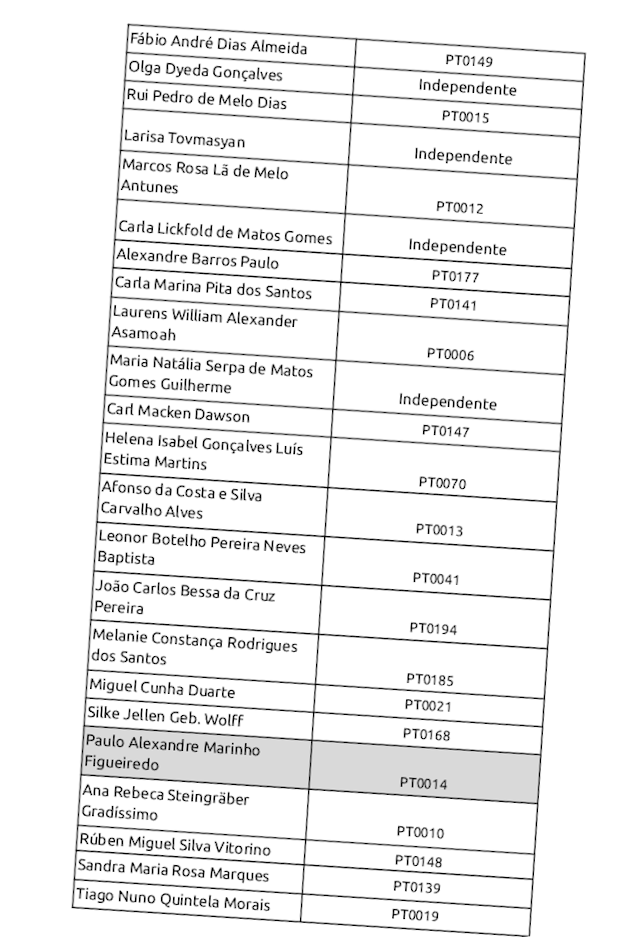 Fábio André Dias Almeida PT0149
Olga Dyeda Gonçalves Independente
Rui Pedro de Melo Dias PT0015
Larisa Tovmasyan Independente
Marcos Rosa Lã de Melo
Antunes PT0012
Carla Lickfold de Matos Gomes Independente
Alexandre Barros Paulo PT0177
Carla Marina Pita dos Santos PT0141
Laurens William Alexander
Asamoah PT0006
Maria Natália Serpa de Matos
Gomes Guilherme Independente
Carl Macken Dawson PT0147
Helena Isabel Gonçalves Luís
Estima Martins PT0070
Afonso da Costa e Silva
Carvalho Alves PT0013
Leonor Botelho Pereira Neves
Baptista PT0041
João Carlos Bessa da Cruz
Pereira PT0194
Melanie Constança Rodrigues
dos Santos PT0185
Miguel Cunha Duarte PT0021
Silke Jellen Geb. Wolff PT0168
Paulo Alexandre Marinho
Figueiredo PT0014
Ana Rebeca Steingräber
Gradíssimo PT0010
Rúben Miguel Silva Vitorino PT0148
Sandra Maria Rosa Marques PT0139
Tiago Nuno Quintela Morais PT0019